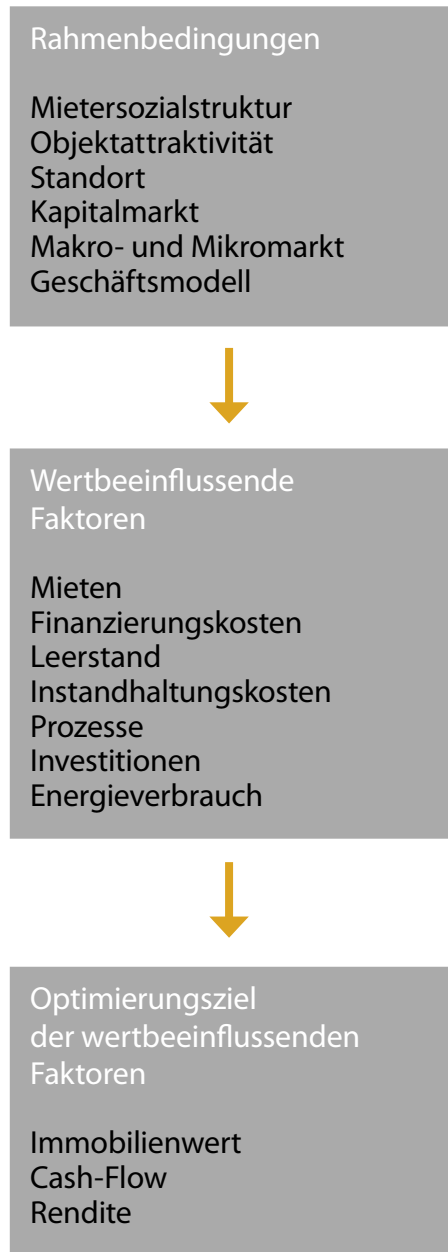 Rahmenbedingungen
Mietersozialstruktur
Objektattraktivität
Standort
Kapitalmarkt
Makro- und Mikromarkt
Geschäftsmodell
Wertbeeinflussende
Faktoren
Mieten
Finanzierungskosten
Leerstand
Instandhaltungskosten
Prozesse
Investitionen
Energieverbrauch
Optimierungsziel
der wertbeeinflussenden
Faktoren
Immobilienwert
Cash-Flow
Rendite